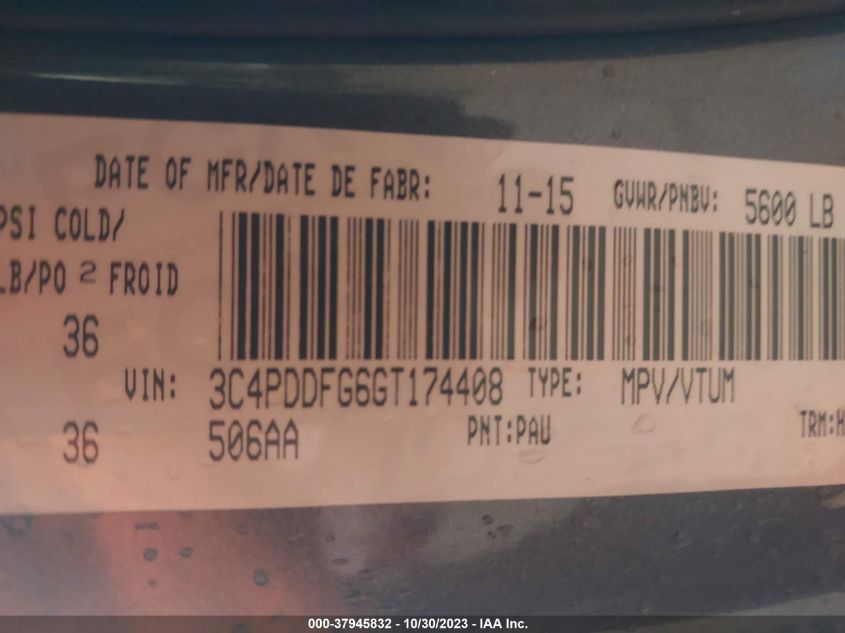 DATE OF MFR/DATE DE FABR: 11-15 GVWR/PNBV: 5600 LB
PSI COLD/
LB/PO 2 FROID
36
VIN: 3C4PDDFG6GT174408 TYPE: MPV/VTUM
36 506AA PNT:PAU TRM:H
000-37945832 - 10/30/2023 - IAA Inc.